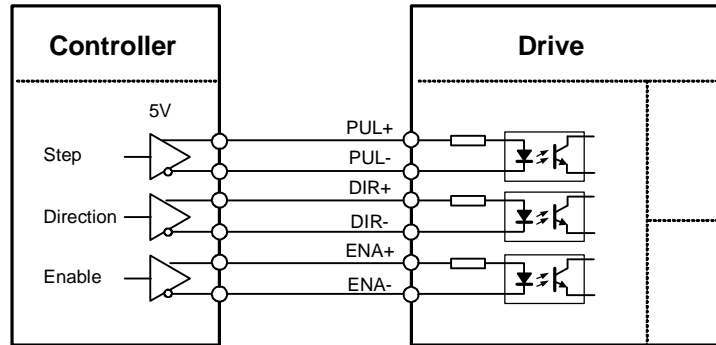 Controller
Drive
5V
Step
PUL+
PUL-
Direction
DIR+
DIR-
Enable
ENA+
ENA-